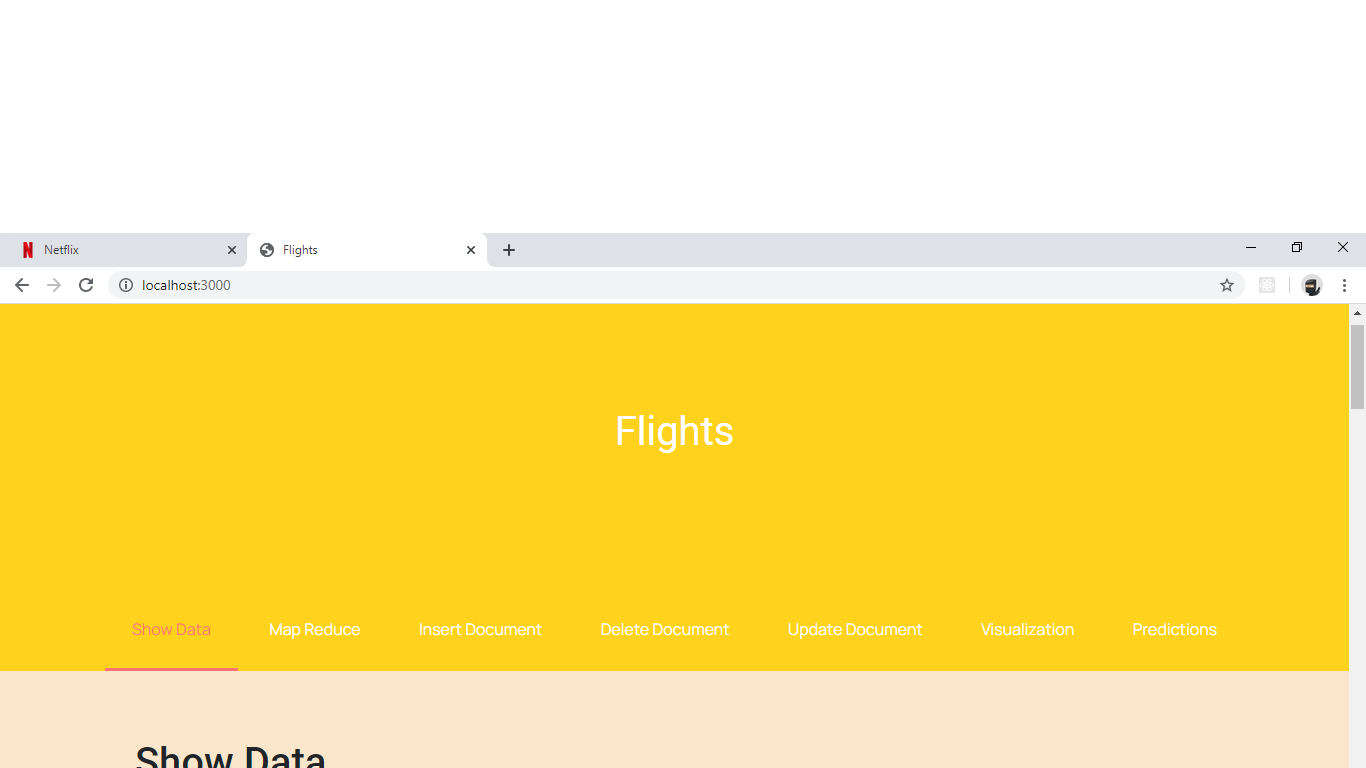 Netflix Flights
localhost:3000
Flights
Show Data Map Reduce Insert Document Delete Document Update Document Visualization Predictions
Show Data